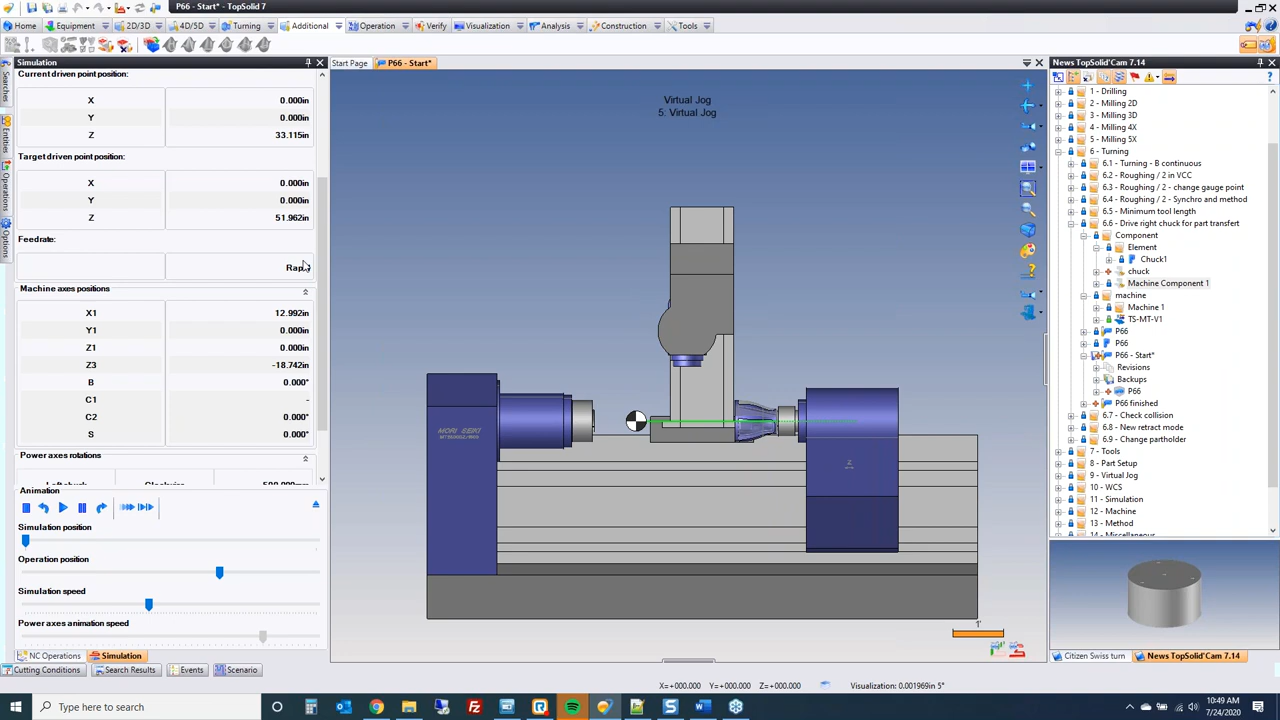 P66 - Start* - TopSolid 7
Home
Equipment
2D/3D
4D/5D
Turning
Additional
Operation
Verify
Visualization
Analysis
Construction
Tools
Simulation
Start Page
P66 - Start*
News TopSolid'Cam 7.14
Searches
Entities
Operations
Options
Current driven point position:
X 0.000in
Y 0.000in
Z 33.115in
Target driven point position:
X 0.000in
Y 0.000in
Z 51.962in
Feedrate:
Machine axes positions
X1 12.992in
Y1 0.000in
Z1 0.000in
Z3 -18.742in
B 0.000°
C1 -
C2 0.000°
S 0.000°
Power axes rotations
Animation
Simulation position
Operation position
Simulation speed
Power axes animation speed
NC Operations
Simulation
Cutting Conditions
Search Results
Events
Scenario
Virtual Jog
5: Virtual Jog
MORI SEIKI
Z
1'
1 - Drilling
2 - Milling 2D
3 - Milling 3D
4 - Milling 4X
5 - Milling 5X
6 - Turning
6.1 - Turning - B continuous
6.2 - Roughing / 2 in VCC
6.3 - Roughing / 2 - change gauge point
6.4 - Roughing / 2 - Synchro and method
6.5 - Minimum tool length
6.6 - Drive right chuck for part transfert
Component
Element
Chuck1
chuck
Machine Component 1
machine
Machine 1
TS-MT-V1
P66
P66
P66 - Start*
Revisions
Backups
P66
P66 finished
6.7 - Check collision
6.8 - New retract mode
6.9 - Change partholder
7 - Tools
8 - Part Setup
9 - Virtual Jog
10 - WCS
11 - Simulation
12 - Machine
13 - Method
14 - Miscellaneous
Citizen Swiss turn
News TopSolid'Cam 7.14
X=+000.000 Y=+000.000 Z=+000.000
Visualization: 0.001969in 5°
Type here to search
10:49 AM
7/24/2020